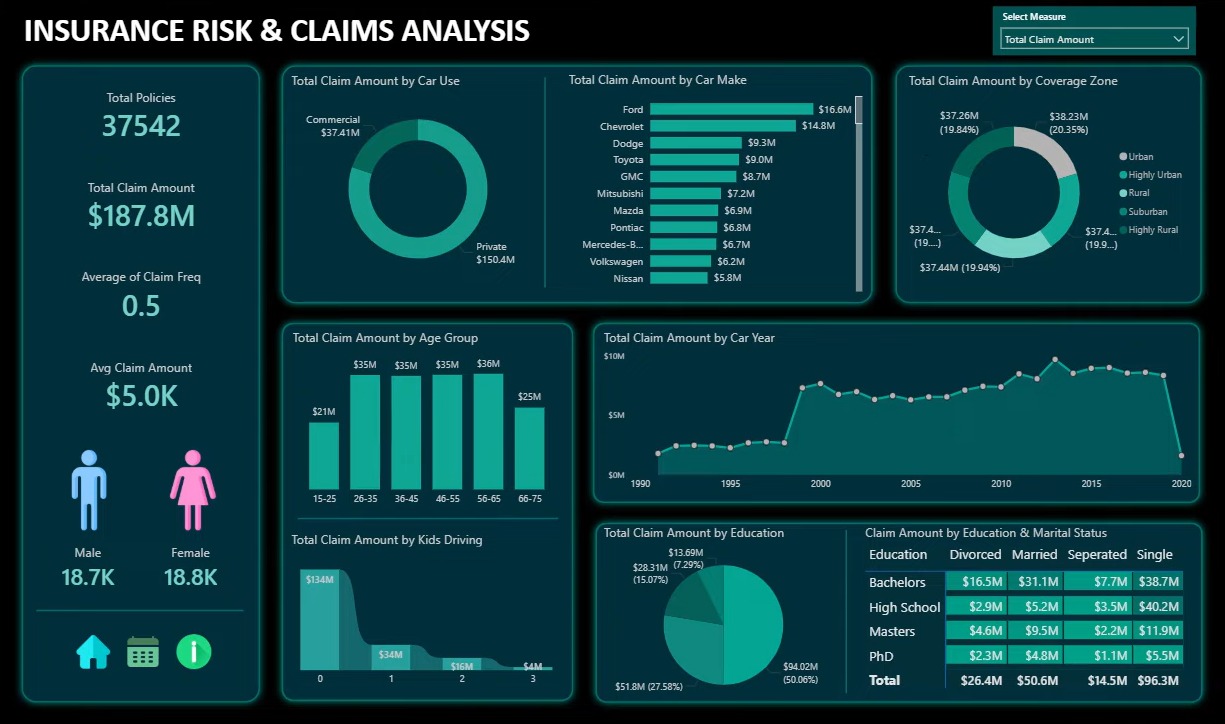 INSURANCE RISK & CLAIMS ANALYSIS
Select Measure
Total Claim Amount
Total Policies
37542
Total Claim Amount
$187.8M
Average of Claim Freq
0.5
Avg Claim Amount
$5.0K
Male
18.7K
Female
18.8K
Total Claim Amount by Car Use
Commercial
$37.41M
Private
$150.4M
Total Claim Amount by Car Make
Ford $16.6M
Chevrolet $14.8M
Dodge $9.3M
Toyota $9.0M
GMC $8.7M
Mitsubishi $7.2M
Mazda $6.9M
Pontiac $6.8M
Mercedes-B... $6.7M
Volkswagen $6.2M
Nissan $5.8M
Total Claim Amount by Coverage Zone
$37.26M
(19.84%)
$38.23M
(20.35%)
$37.4...
(19....)
$37.4...
(19.9...)
$37.44M (19.94%)
Urban
Highly Urban
Rural
Suburban
Highly Rural
Total Claim Amount by Age Group
$21M $35M $35M $35M $36M $25M
15-25 26-35 36-45 46-55 56-65 66-75
Total Claim Amount by Kids Driving
$134M $34M $16M $4M
0 1 2 3
Total Claim Amount by Car Year
$10M
$5M
$0M
1990 1995 2000 2005 2010 2015 2020
Total Claim Amount by Education
$13.69M
(7.29%)
$28.31M
(15.07%)
$51.8M (27.58%)
$94.02M
(50.06%)
Claim Amount by Education & Marital Status
Education Divorced Married Seperated Single
Bachelors $16.5M $31.1M $7.7M $38.7M
High School $2.9M $5.2M $3.5M $40.2M
Masters $4.6M $9.5M $2.2M $11.9M
PhD $2.3M $4.8M $1.1M $5.5M
Total $26.4M $50.6M $14.5M $96.3M